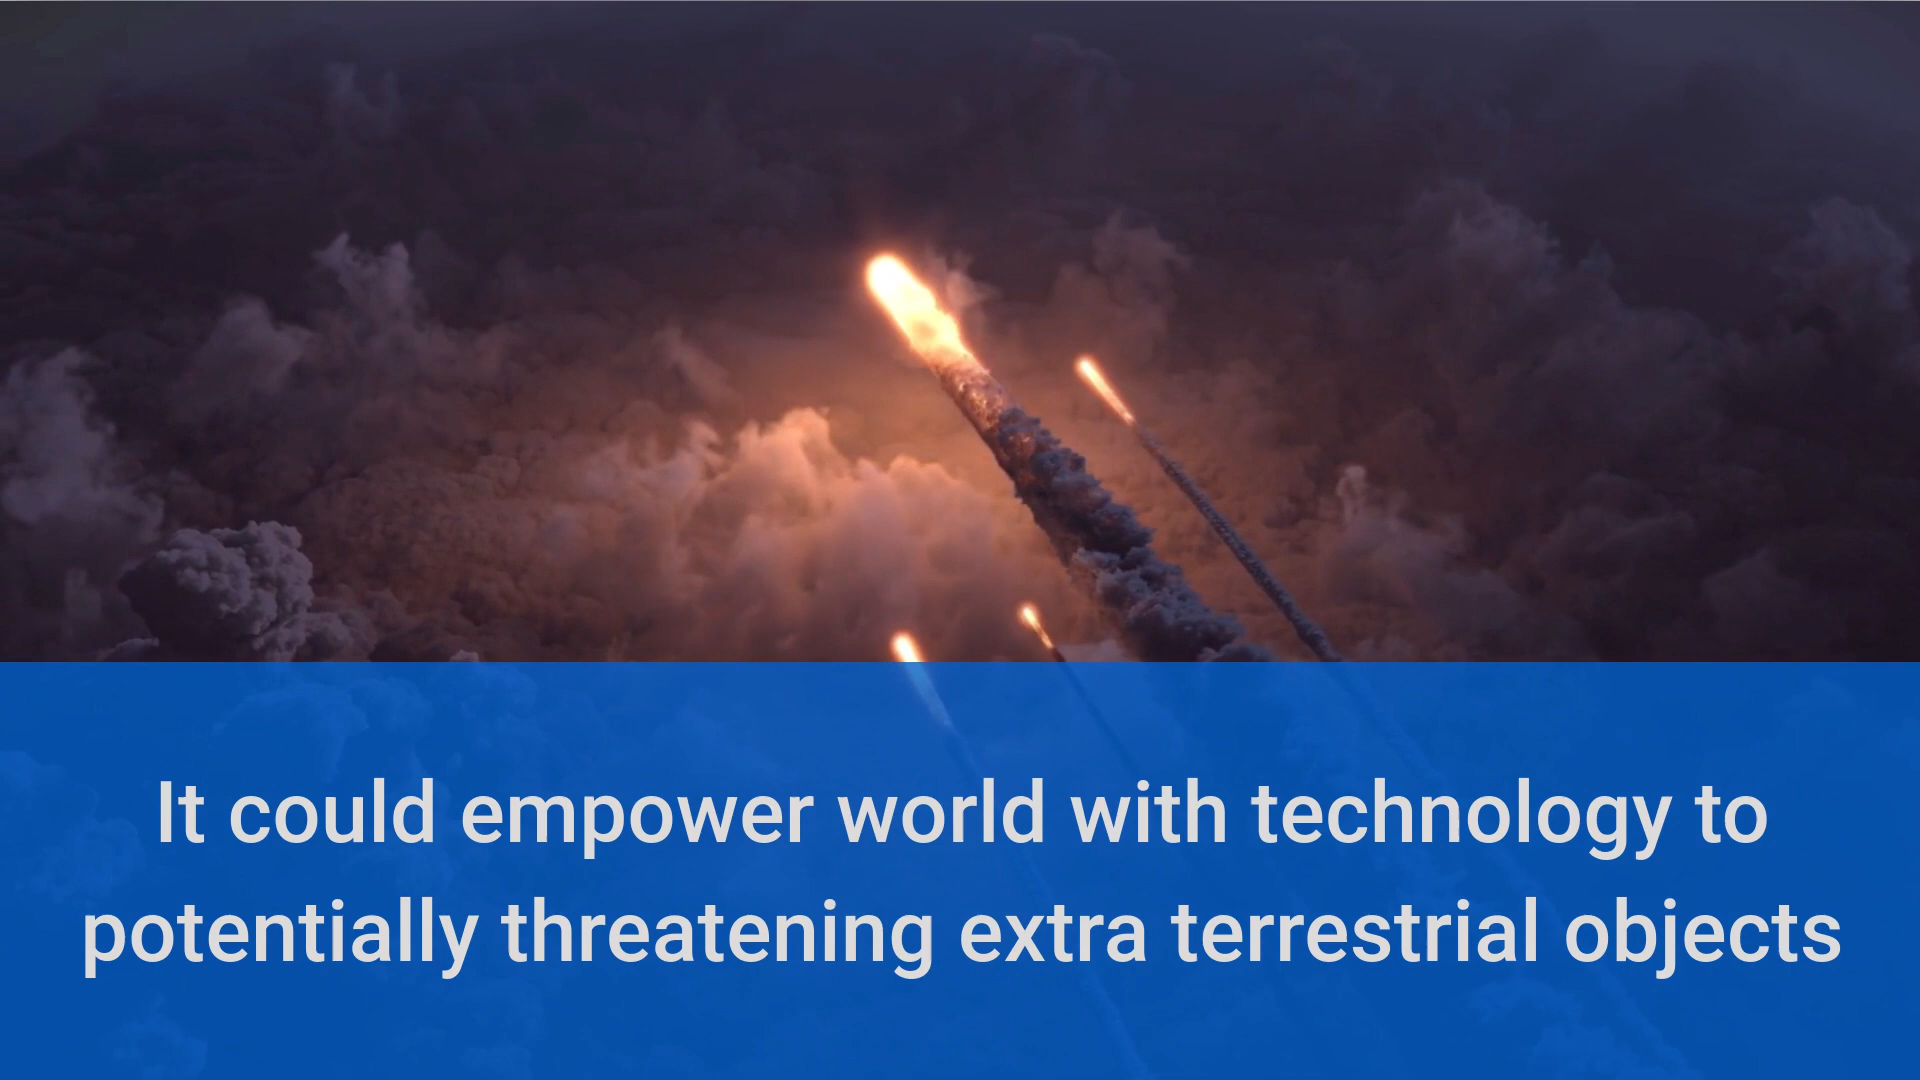 It could empower world with technology to
potentially threatening extra terrestrial objects